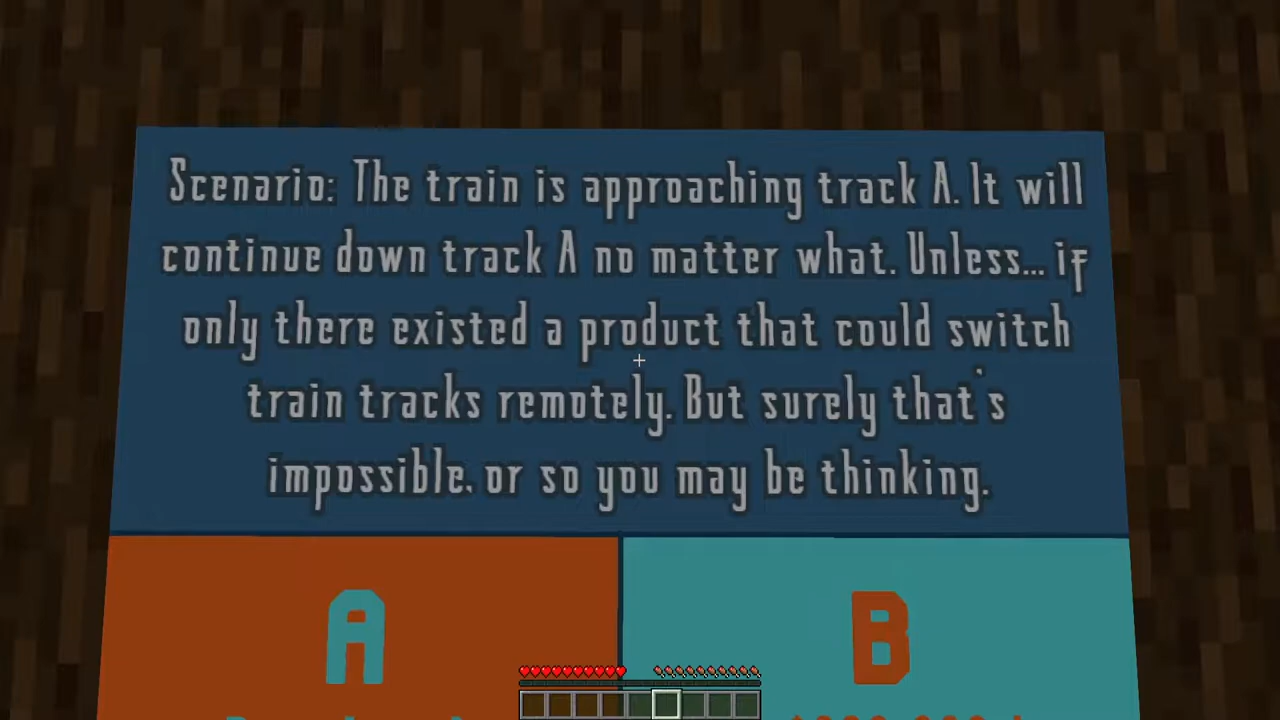 Scenario: The train is approaching track A. It will
continue down track A no matter what. Unless... if
only there existed a product that could switch
train tracks remotely. But surely that's
impossible, or so you may be thinking.
A
B